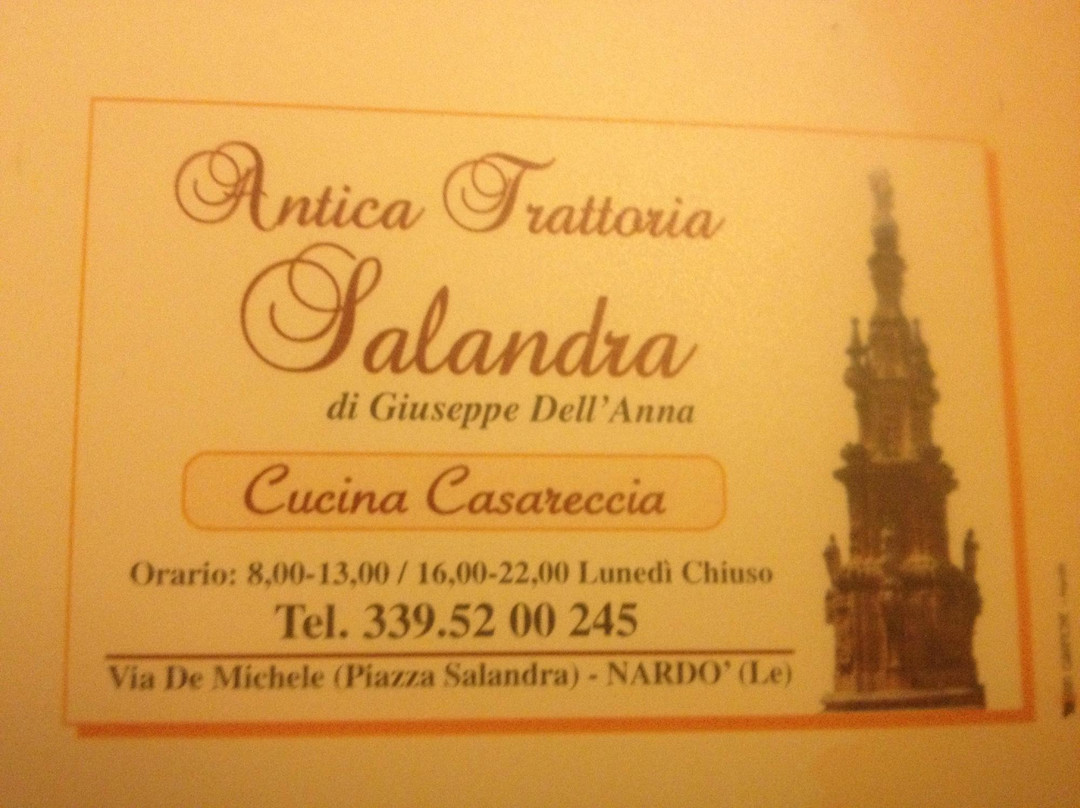 Antica Trattoria
Salandra
di Giuseppe Dell'Anna
Cucina Casareccia
Orario: 8,00-13,00 / 16,00-22,00 Lunedì Chiuso
Tel. 339.52 00 245
Via De Michele (Piazza Salandra) - NARDO' (Le)